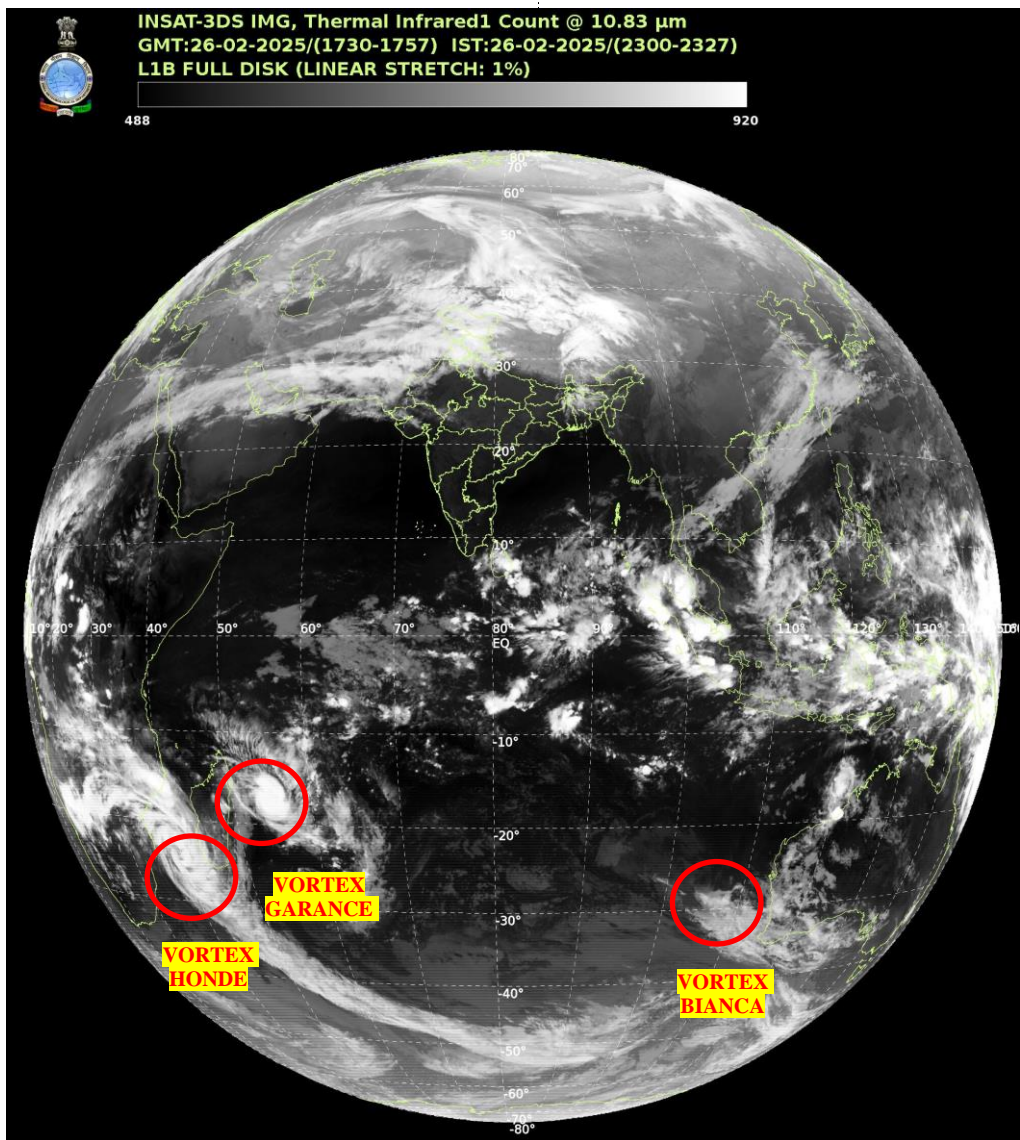 INSAT-3DS IMG, Thermal Infrared1 Count @ 10.83 μm
GMT:26-02-2025/(1730-1757) IST:26-02-2025/(2300-2327)
L1B FULL DISK (LINEAR STRETCH: 1%)
488 920
80°
70°
60°
50°
30°
20°
10°
10° 20° 30° 40° 50° 60° 70° 80° 90° 110° 120° 130°
EQ
-10°
-20°
-30°
-40°
-50°
-60°
-70°
-80°
VORTEX
GARANCE
VORTEX
HONDE
VORTEX
BIANCA